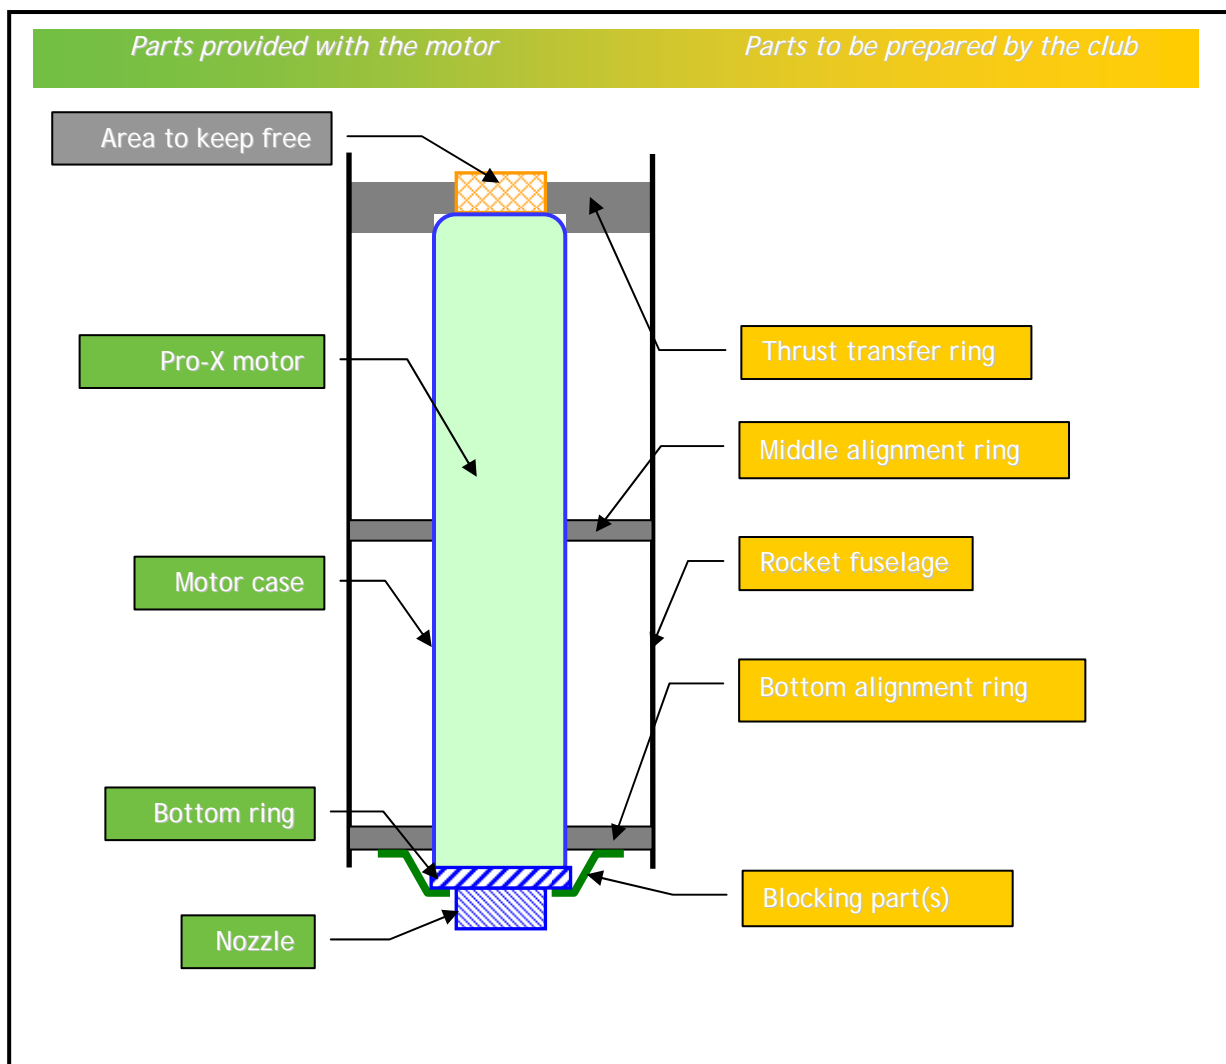 Parts provided with the motor
Parts to be prepared by the club
Area to keep free
Pro-X motor
Thrust transfer ring
Middle alignment ring
Motor case
Rocket fuselage
Bottom alignment ring
Bottom ring
Blocking part(s)
Nozzle